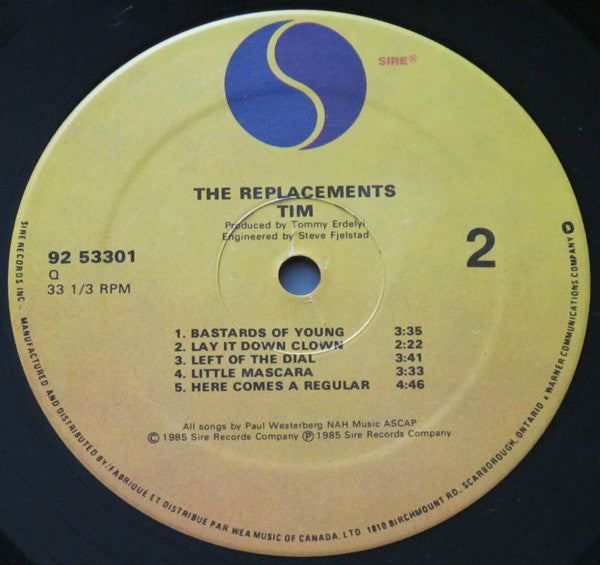 SIRE®
THE REPLACEMENTS
TIM
Produced by Tommy Erdelyi
Engineered by Steve Fjelstad
92 53301
Q
33 1/3 RPM
2
1. BASTARDS OF YOUNG 3:35
2. LAY IT DOWN CLOWN 2:22
3. LEFT OF THE DIAL 3:41
4. LITTLE MASCARA 3:33
5. HERE COMES A REGULAR 4:46
All songs by Paul Westerberg NAH Music ASCAP
© 1985 Sire Records Company ℗ 1985 Sire Records Company
SIRE RECORDS INC., MANUFACTURED AND DISTRIBUTED BY/FABRIQUE ET DISTRIBUE PAR WEA MUSIC OF CANADA, LTD. 1810 BIRCHMOUNT RD., SCARBOROUGH, ONTARIO A WARNER COMMUNICATIONS COMPANY